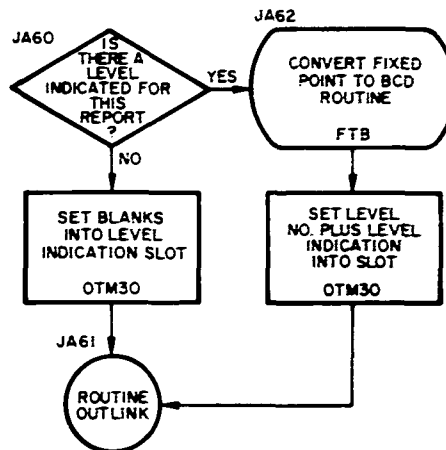 JA60
IS
THERE A
LEVEL
INDICATED FOR
THIS
REPORT
?
YES
NO
JA62
CONVERT FIXED
POINT TO BCD
ROUTINE
FTB
SET BLANKS
INTO LEVEL
INDICATION SLOT
OTM30
SET LEVEL
NO. PLUS LEVEL
INDICATION
INTO SLOT
OTM30
JA61
ROUTINE
OUTLINK